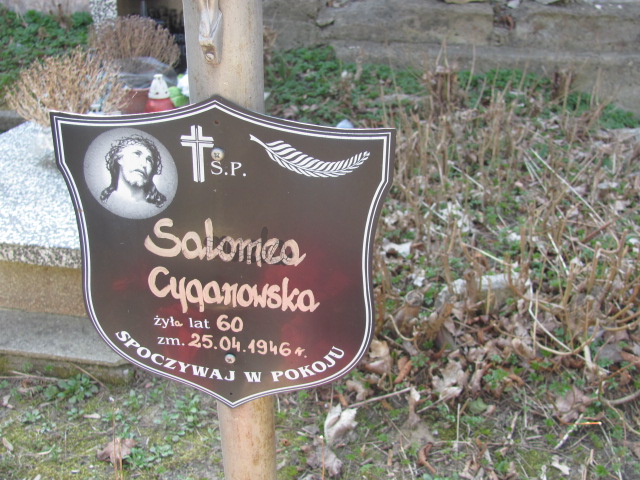 Ś.P.
Salomea
Cyganowska
żyła lat 60
zm. 25.04.1946 r.
SPOCZYWAJ W POKOJU